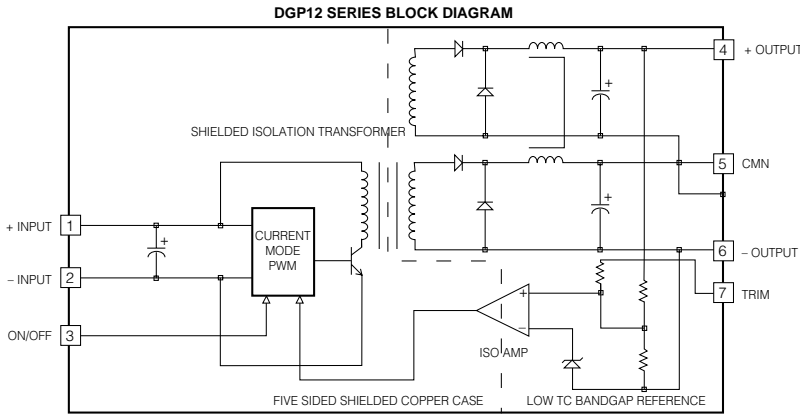 DGP12 SERIES BLOCK DIAGRAM
4 + OUTPUT
SHIELDED ISOLATION TRANSFORMER
5 CMN
+ INPUT 1
CURRENT
MODE
PWM
6 – OUTPUT
– INPUT 2
7 TRIM
ON/OFF 3
+
–
ISO AMP
FIVE SIDED SHIELDED COPPER CASE
LOW TC BANDGAP REFERENCE